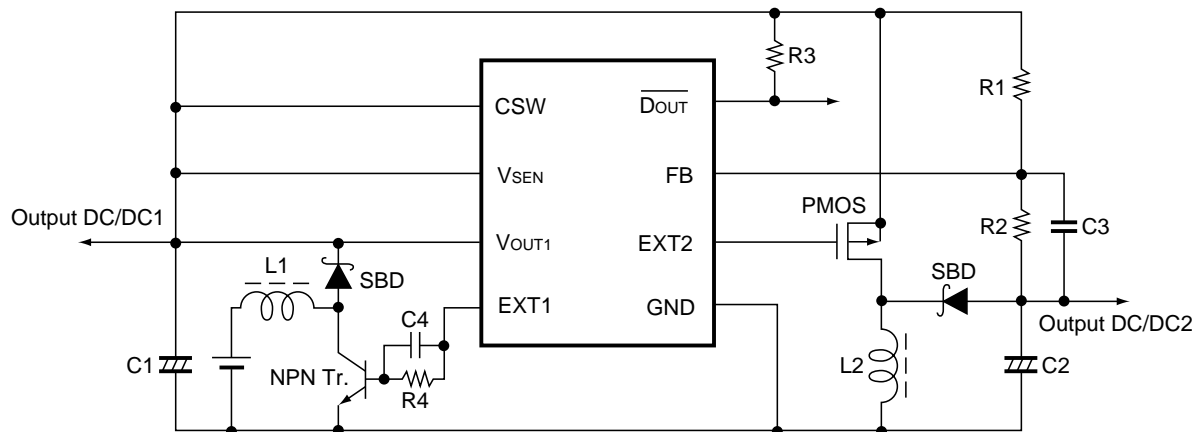 R3
R1
CSW
DOUT
VSEN
FB
PMOS
R2
C3
Output DC/DC1
VOUT1
EXT2
L1
SBD
SBD
EXT1
GND
C4
Output DC/DC2
C1
NPN Tr.
R4
L2
C2